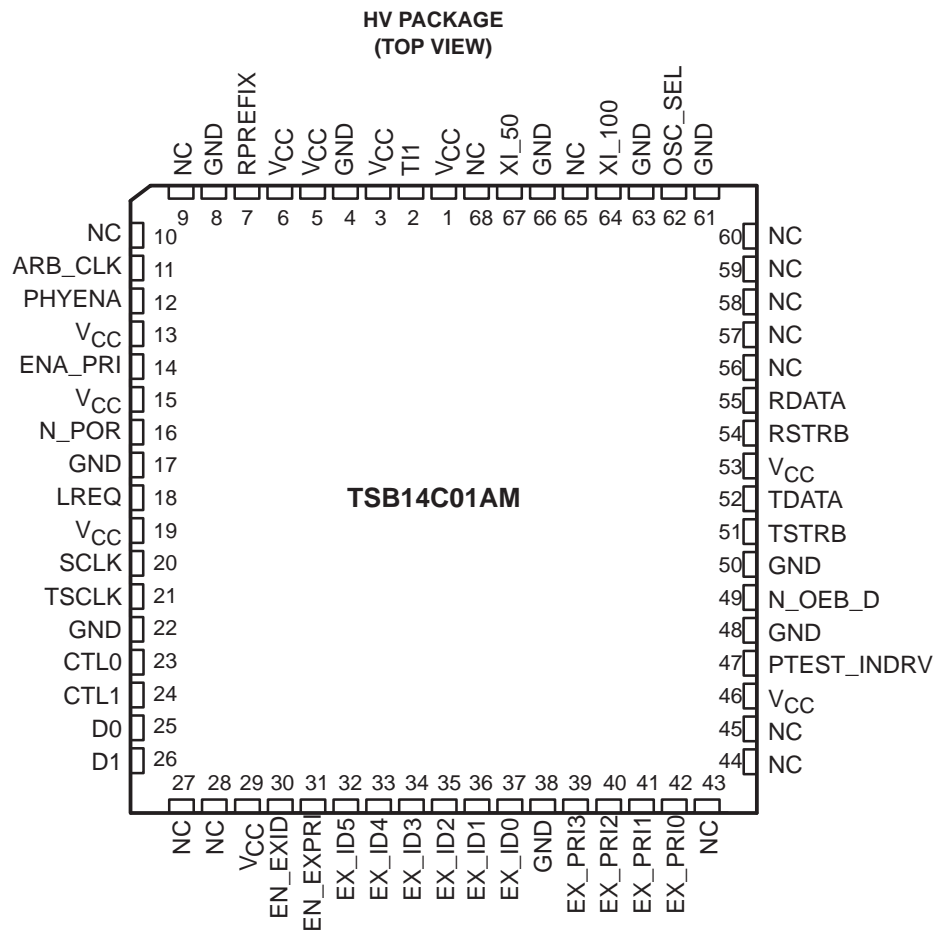 HV PACKAGE
(TOP VIEW)
NC
GND
RPREFIX
VCC
VCC
GND
VCC
TI1
VCC
NC
XI_50
GND
NC
XI_100
GND
OSC_SEL
GND
9 8 7 6 5 4 3 2 1 68 67 66 65 64 63 62 61
NC 10
ARB_CLK 11
PHYENA 12
VCC 13
ENA_PRI 14
VCC 15
N_POR 16
GND 17
LREQ 18
VCC 19
SCLK 20
TSCLK 21
GND 22
CTL0 23
CTL1 24
D0 25
D1 26
TSB14C01AM
60 NC
59 NC
58 NC
57 NC
56 NC
55 RDATA
54 RSTRB
53 VCC
52 TDATA
51 TSTRB
50 GND
49 N_OEB_D
48 GND
47 PTEST_INDRV
46 VCC
45 NC
44 NC
27 28 29 30 31 32 33 34 35 36 37 38 39 40 41 42 43
NC
NC
VCC
EN_EXID
EN_EXPRI
EX_ID5
EX_ID4
EX_ID3
EX_ID2
EX_ID1
EX_ID0
GND
EX_PRI3
EX_PRI2
EX_PRI1
EX_PRI0
NC